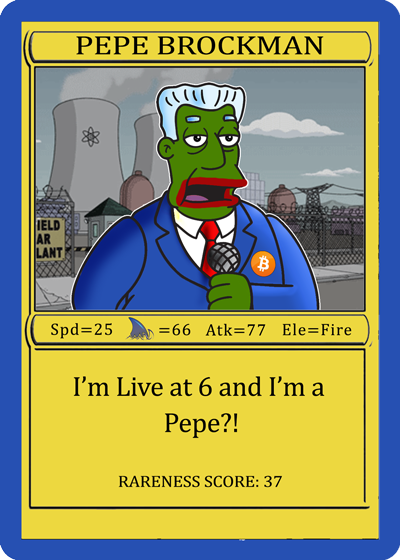 PEPE BROCKMAN
IELD
AR
LANT
Spd=25 =66 Atk=77 Ele=Fire
I'm Live at 6 and I'm a
Pepe?!
RARENESS SCORE: 37